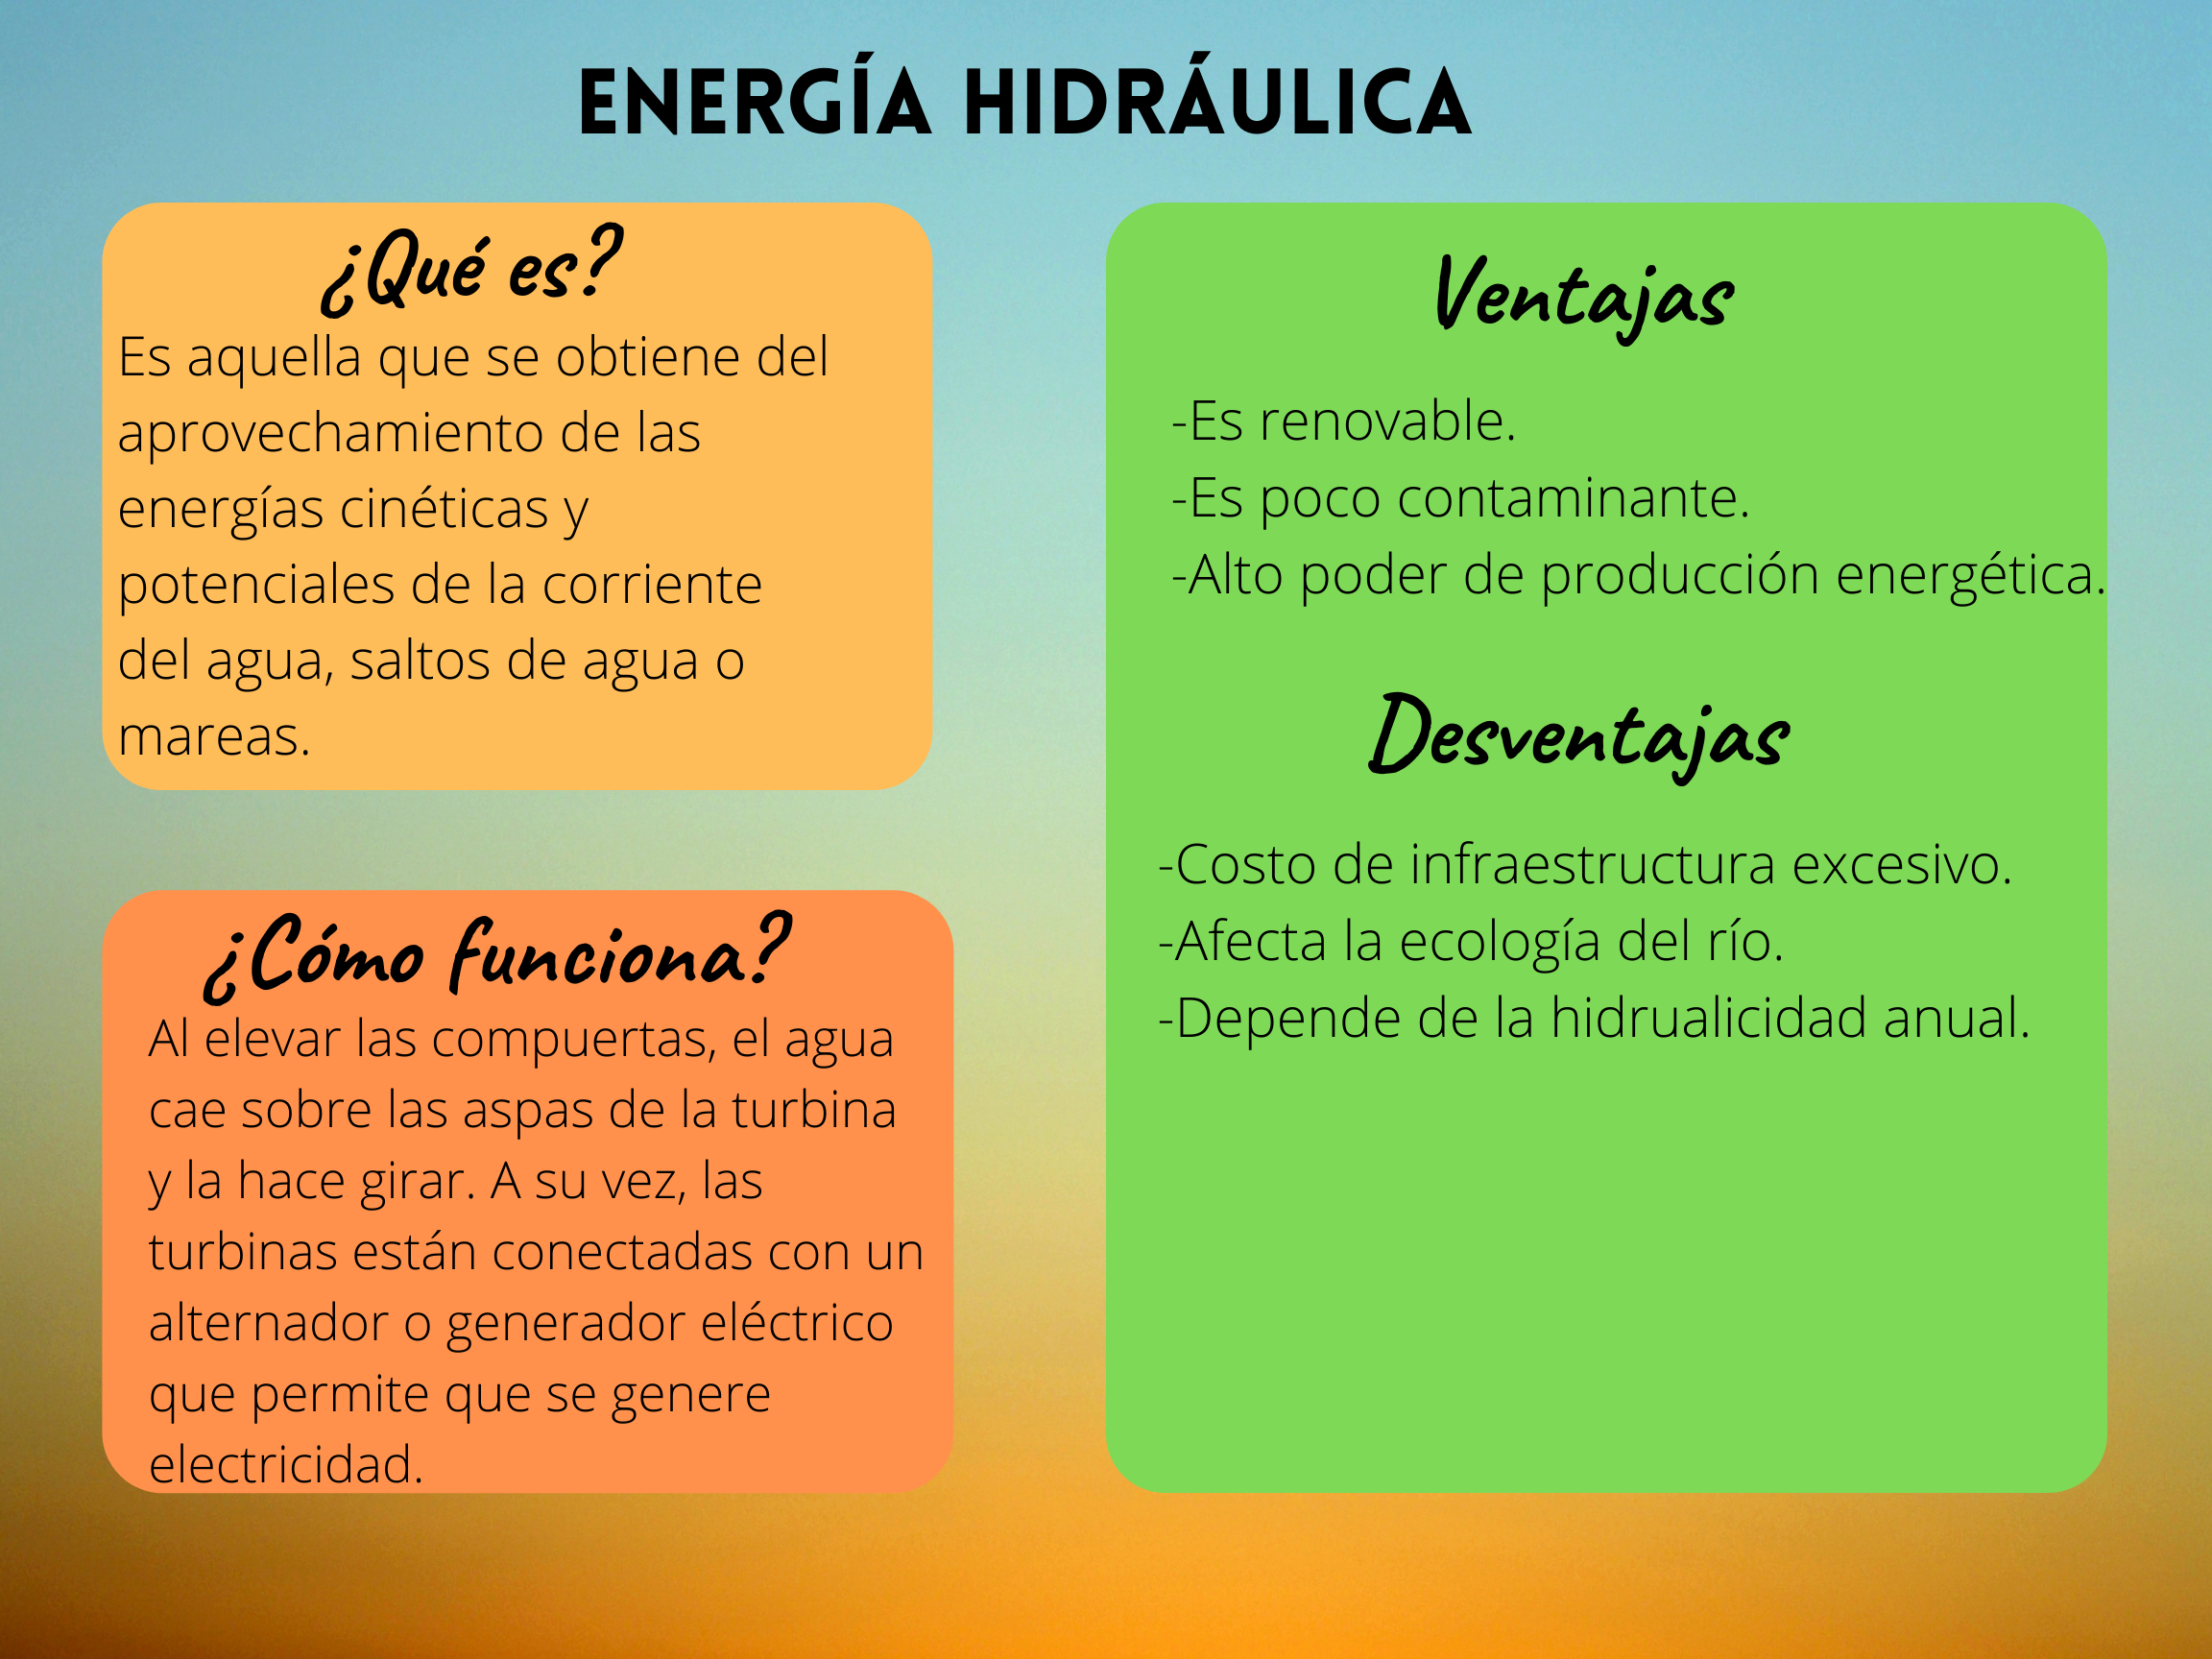 ENERGÍA HIDRÁULICA
¿Qué es?
Es aquella que se obtiene del
aprovechamiento de las
energías cinéticas y
potenciales de la corriente
del agua, saltos de agua o
mareas.
¿Cómo funciona?
Al elevar las compuertas, el agua
cae sobre las aspas de la turbina
y la hace girar. A su vez, las
turbinas están conectadas con un
alternador o generador eléctrico
que permite que se genere
electricidad.
Ventajas
-Es renovable.
-Es poco contaminante.
-Alto poder de producción energética.
Desventajas
-Costo de infraestructura excesivo.
-Afecta la ecología del río.
-Depende de la hidrualicidad anual.